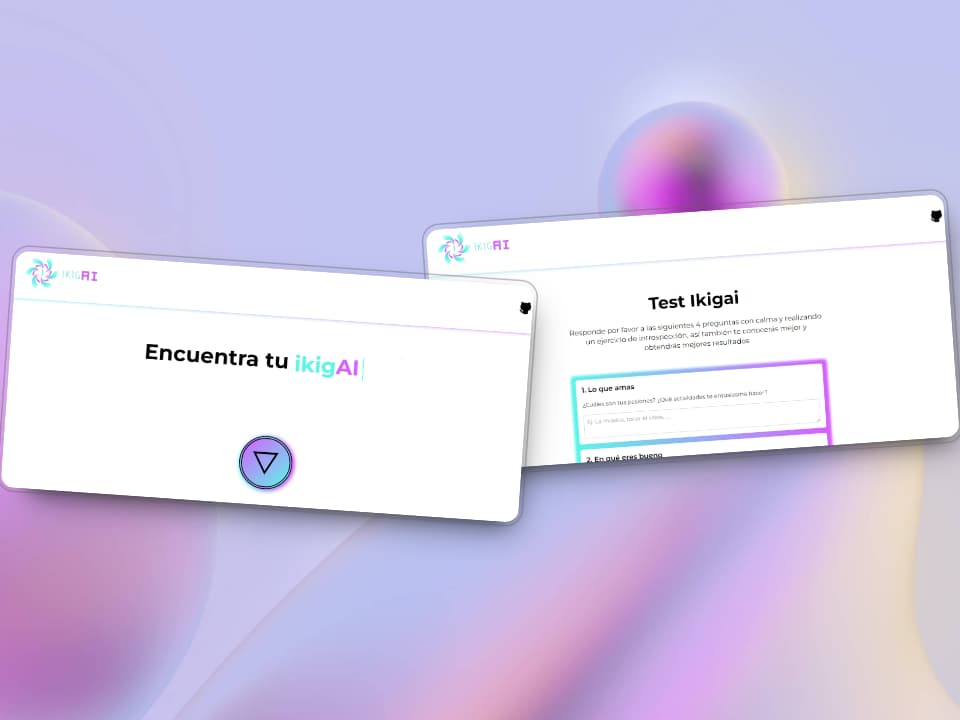 IKIGAI
Encuentra tu ikigAI
IKIGAI
Test Ikigai
Responde por favor a las siguientes 4 preguntas con calma y realizando
un ejercicio de introspección, así también te conocerás mejor y
obtendrás mejores resultados
1. Lo que amas
¿Cuáles son tus pasiones? ¿Qué actividades te entusiasma hacer?
Ej: La música, tocar el piano, ...
2. En qué eres bueno